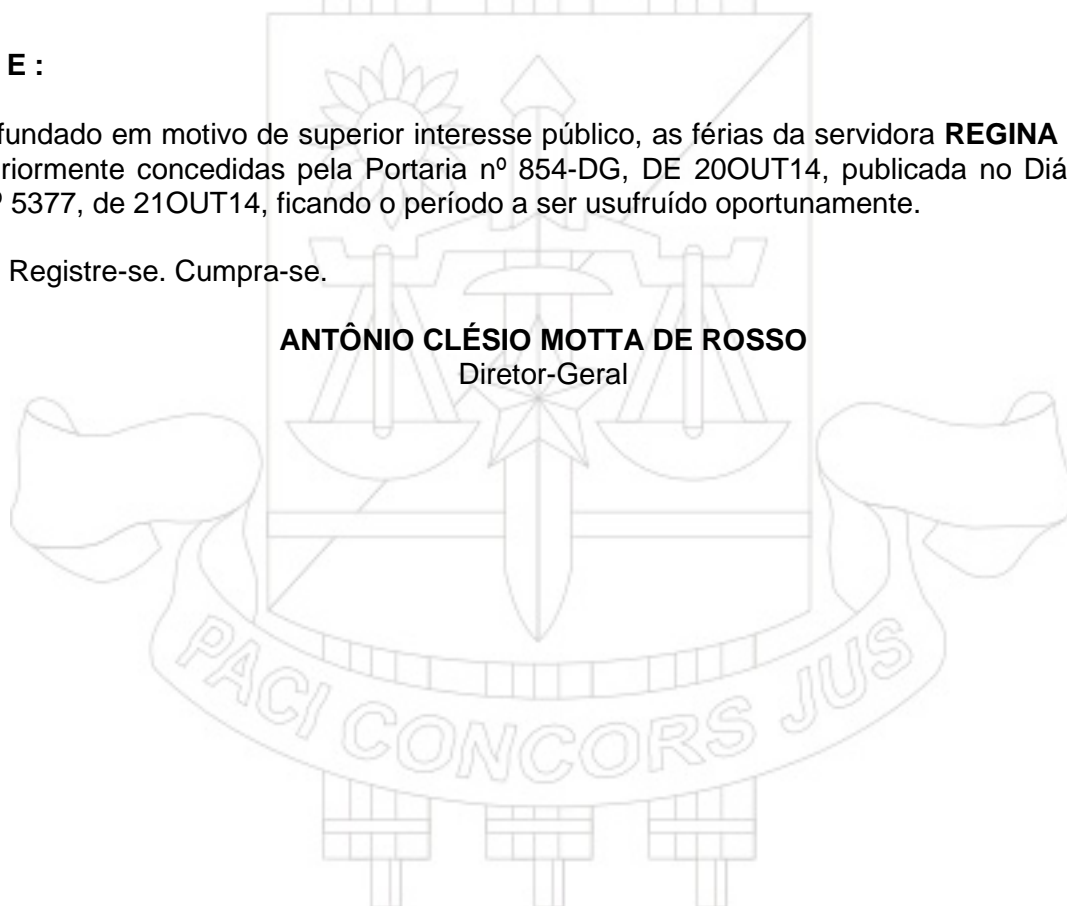 E :
fundado em motivo de superior interesse público, as férias da servidora REGINA
riormente concedidas pela Portaria nº 854-DG, DE 20OUT14, publicada no Diá
º 5377, de 21OUT14, ficando o período a ser usufruído oportunamente.
Registre-se. Cumpra-se.
ANTÔNIO CLÉSIO MOTTA DE ROSSO
Diretor-Geral
PACI CONCORS JUS